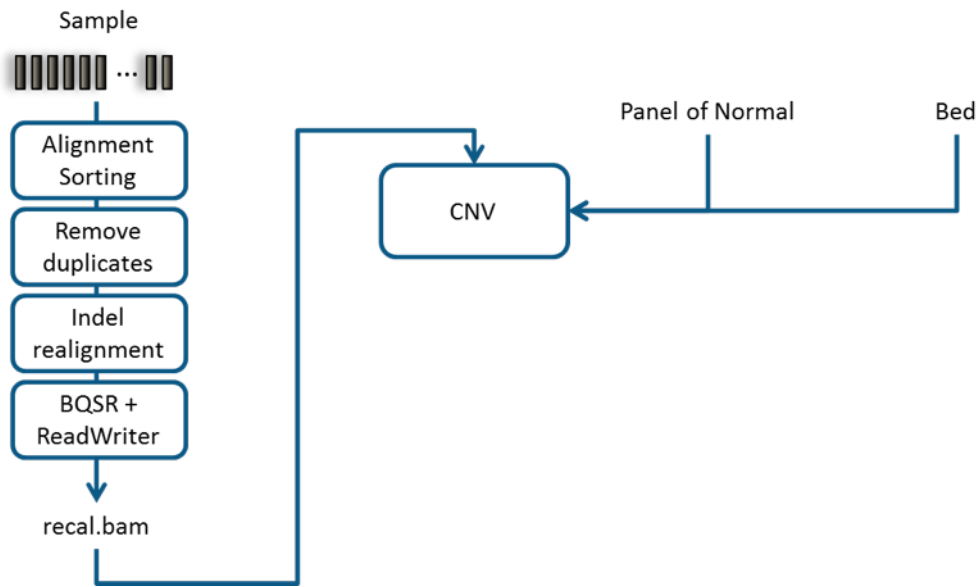 Sample
...
Alignment
Sorting
Remove
duplicates
Indel
realignment
BQSR +
ReadWriter
recal.bam
CNV
Panel of Normal
Bed